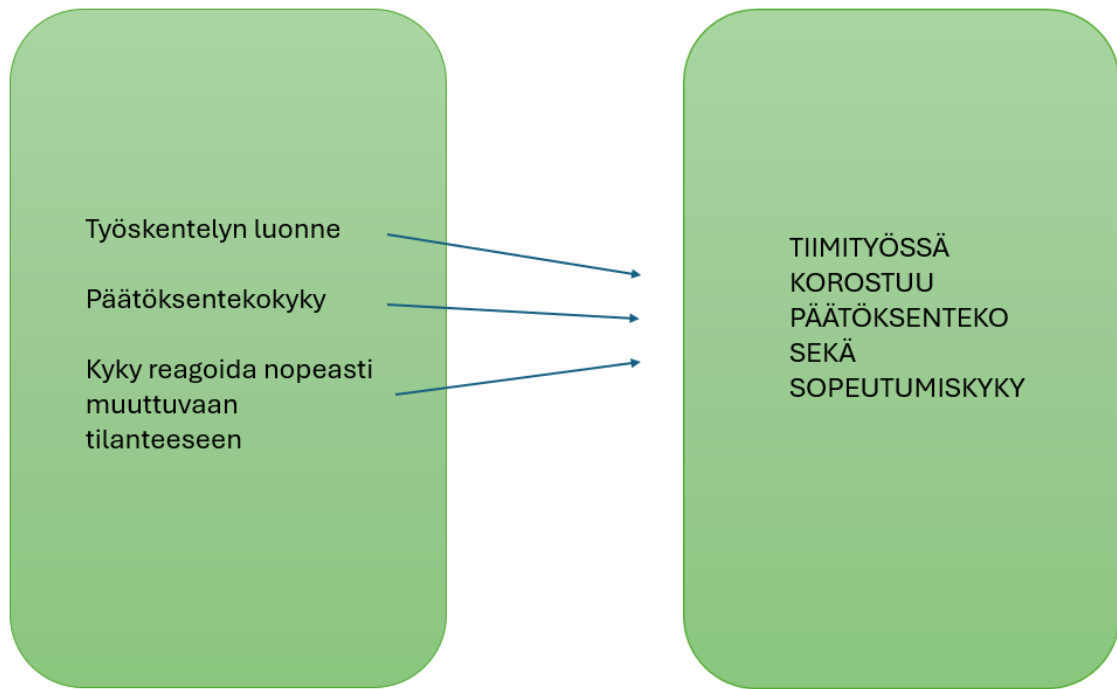 Työskentelyn luonne
Päätöksentekokyky
Kyky reagoida nopeasti
muuttuvaan
tilanteeseen
TIIMITYÖSSÄ
KOROSTUU
PÄÄTÖKSENTEKO
SEKÄ
SOPEUTUMISKYKY